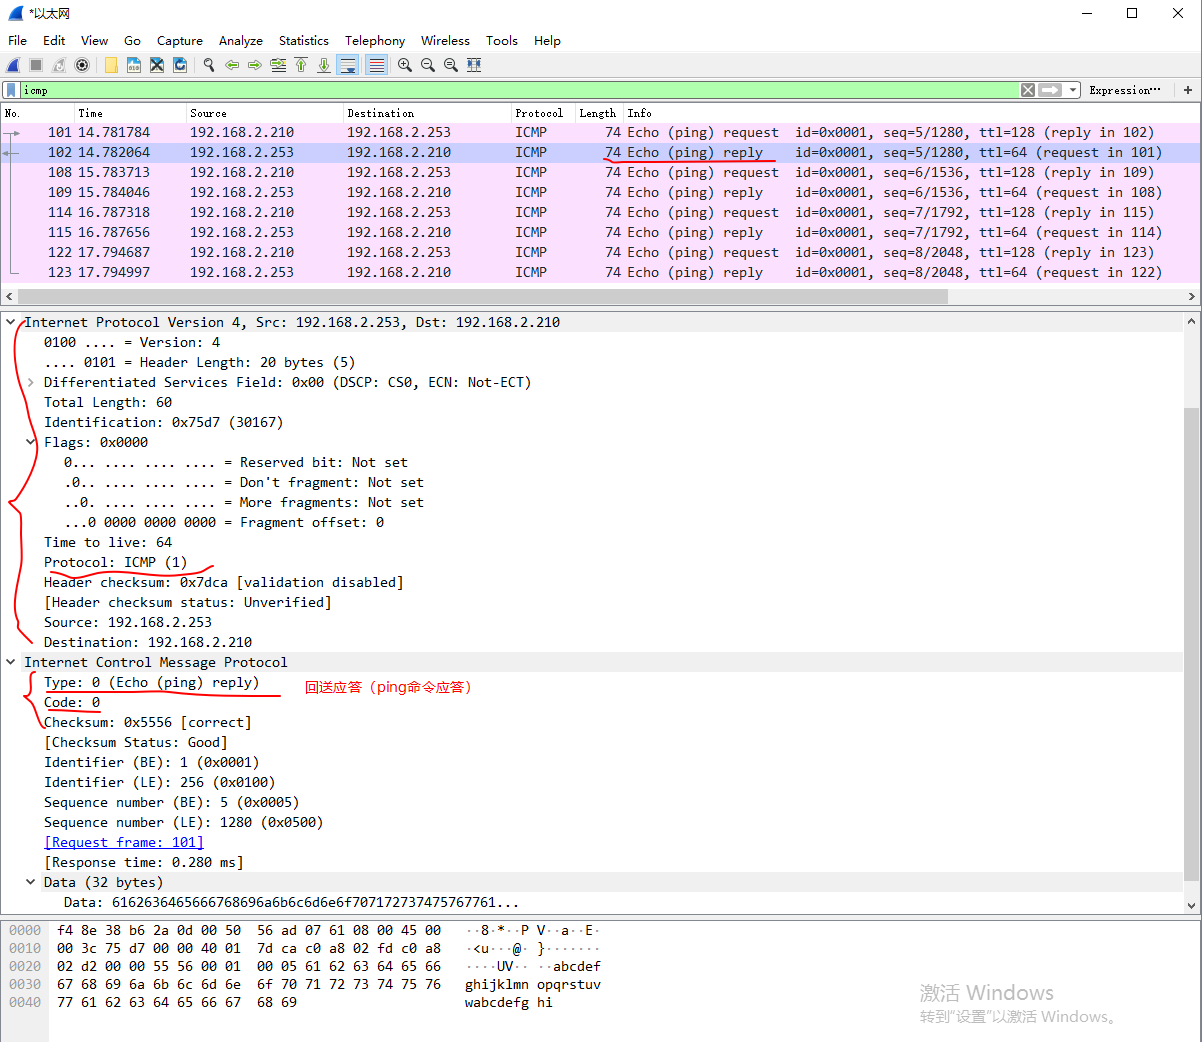 *以太网
File Edit View Go Capture Analyze Statistics Telephony Wireless Tools Help
icmp Expression… +
No. Time Source Destination Protocol Length Info
101 14.781784 192.168.2.210 192.168.2.253 ICMP 74 Echo (ping) request id=0x0001, seq=5/1280, ttl=128 (reply in 102)
102 14.782064 192.168.2.253 192.168.2.210 ICMP 74 Echo (ping) reply id=0x0001, seq=5/1280, ttl=64 (request in 101)
108 15.783713 192.168.2.210 192.168.2.253 ICMP 74 Echo (ping) request id=0x0001, seq=6/1536, ttl=128 (reply in 109)
109 15.784046 192.168.2.253 192.168.2.210 ICMP 74 Echo (ping) reply id=0x0001, seq=6/1536, ttl=64 (request in 108)
114 16.787318 192.168.2.210 192.168.2.253 ICMP 74 Echo (ping) request id=0x0001, seq=7/1792, ttl=128 (reply in 115)
115 16.787656 192.168.2.253 192.168.2.210 ICMP 74 Echo (ping) reply id=0x0001, seq=7/1792, ttl=64 (request in 114)
122 17.794687 192.168.2.210 192.168.2.253 ICMP 74 Echo (ping) request id=0x0001, seq=8/2048, ttl=128 (reply in 123)
123 17.794997 192.168.2.253 192.168.2.210 ICMP 74 Echo (ping) reply id=0x0001, seq=8/2048, ttl=64 (request in 122)
Internet Protocol Version 4, Src: 192.168.2.253, Dst: 192.168.2.210
0100 .... = Version: 4
.... 0101 = Header Length: 20 bytes (5)
Differentiated Services Field: 0x00 (DSCP: CS0, ECN: Not-ECT)
Total Length: 60
Identification: 0x75d7 (30167)
Flags: 0x0000
0... .... .... .... = Reserved bit: Not set
.0.. .... .... .... = Don't fragment: Not set
..0. .... .... .... = More fragments: Not set
...0 0000 0000 0000 = Fragment offset: 0
Time to live: 64
Protocol: ICMP (1)
Header checksum: 0x7dca [validation disabled]
[Header checksum status: Unverified]
Source: 192.168.2.253
Destination: 192.168.2.210
Internet Control Message Protocol
Type: 0 (Echo (ping) reply) 回送应答（ping命令应答）
Code: 0
Checksum: 0x5556 [correct]
[Checksum Status: Good]
Identifier (BE): 1 (0x0001)
Identifier (LE): 256 (0x0100)
Sequence number (BE): 5 (0x0005)
Sequence number (LE): 1280 (0x0500)
[Request frame: 101]
[Response time: 0.280 ms]
Data (32 bytes)
Data: 6162636465666768696a6b6c6d6e6f707172737475767761...
0000 f4 8e 38 b6 2a 0d 00 50 56 ad 07 61 08 00 45 00 ··8·*··P V··a··E·
0010 00 3c 75 d7 00 00 40 01 7d ca c0 a8 02 fd c0 a8 ·<u···@· }·······
0020 02 d2 00 00 55 56 00 01 00 05 61 62 63 64 65 66 ····UV·· ··abcdef
0030 67 68 69 6a 6b 6c 6d 6e 6f 70 71 72 73 74 75 76 ghijklmn opqrstuv
0040 77 61 62 63 64 65 66 67 68 69 wabcdefg hi
激活 Windows
转到"设置"以激活 Windows。